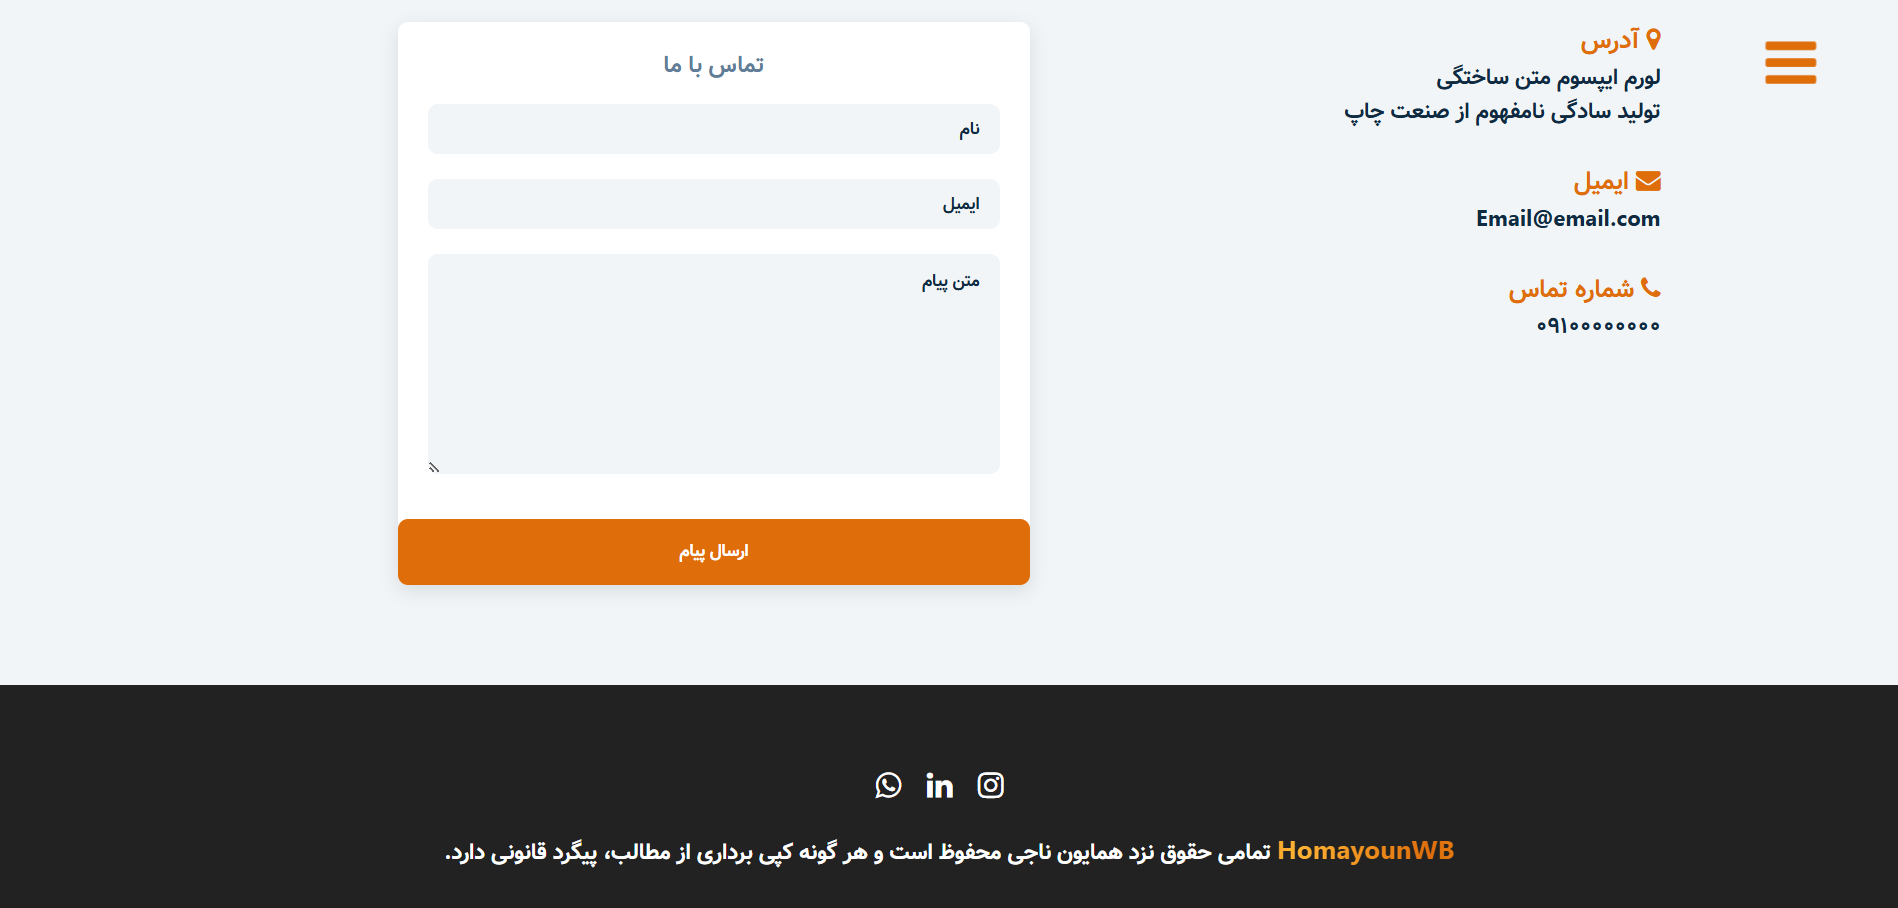 آدرس
لورم ایپسوم متن ساختگی
تولید سادگی نامفهوم از صنعت چاپ
ایمیل
Email@email.com
شماره تماس
۰۹۱۰۰۰۰۰۰۰۰
تماس با ما
نام
ایمیل
متن پیام
ارسال پیام
HomayounWB تمامی حقوق نزد همایون ناجی محفوظ است و هر گونه کپی برداری از مطالب، پیگرد قانونی دارد.